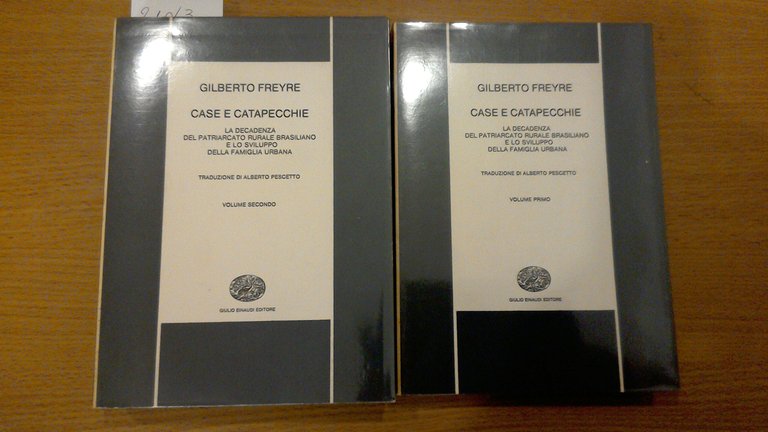 GILBERTO FREYRE
CASE E CATAPECCHIE
LA DECADENZA
DEL PATRIARCATO RURALE BRASILIANO
E LO SVILUPPO
DELLA FAMIGLIA URBANA
TRADUZIONE DI ALBERTO PESCETTO
VOLUME SECONDO
GIULIO EINAUDI EDITORE
GILBERTO FREYRE
CASE E CATAPECCHIE
LA DECADENZA
DEL PATRIARCATO RURALE BRASILIANO
E LO SVILUPPO
DELLA FAMIGLIA URBANA
TRADUZIONE DI ALBERTO PESCETTO
VOLUME PRIMO
GIULIO EINAUDI EDITORE